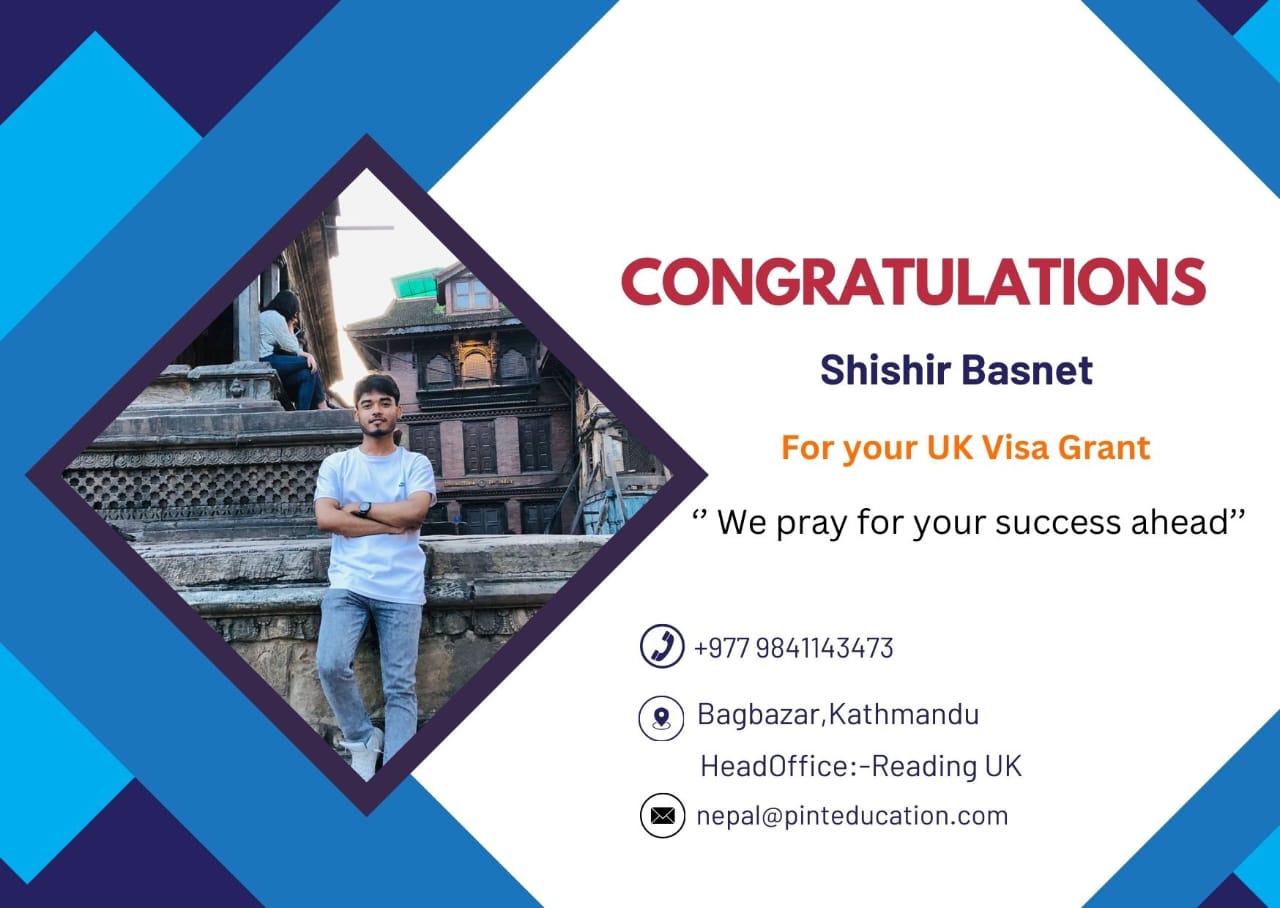 CONGRATULATIONS
Shishir Basnet
For your UK Visa Grant
“ We pray for your success ahead”
+977 9841143473
Bagbazar,Kathmandu
HeadOffice:-Reading UK
nepal@pinteducation.com